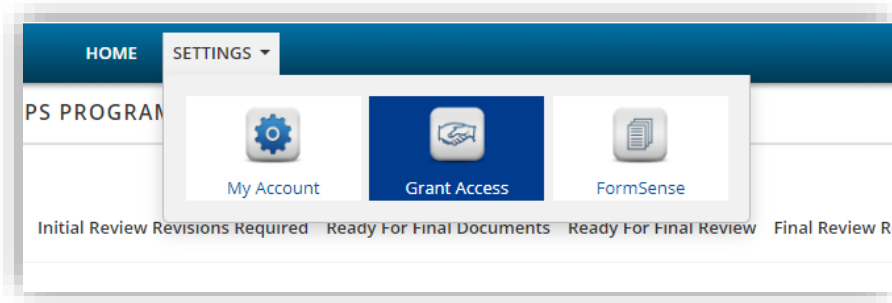 HOME SETTINGS
PS PROGRAM
My Account Grant Access FormSense
Initial Review Revisions Required Ready For Final Documents Ready For Final Review Final Review R